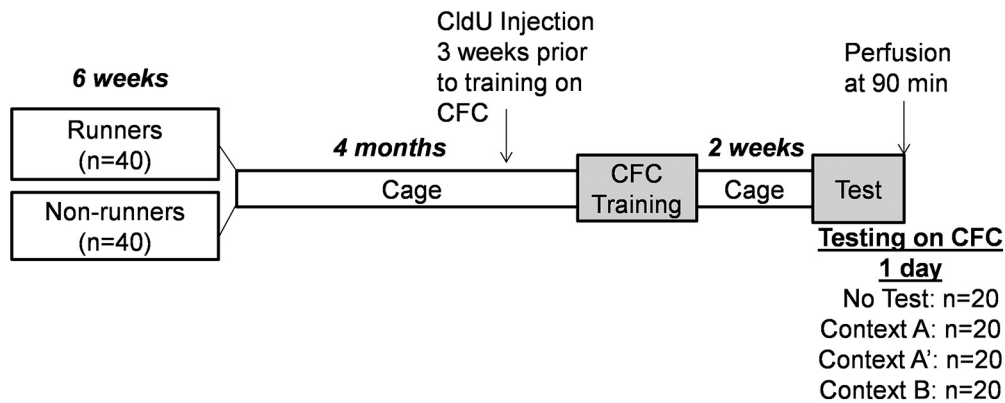 6 weeks
Runners
(n=40)
Non-runners
(n=40)
4 months
Cage
CldU Injection
3 weeks prior
to training on
CFC
CFC
Training
2 weeks
Cage
Test
Perfusion
at 90 min
Testing on CFC
1 day
No Test: n=20
Context A: n=20
Context A’: n=20
Context B: n=20